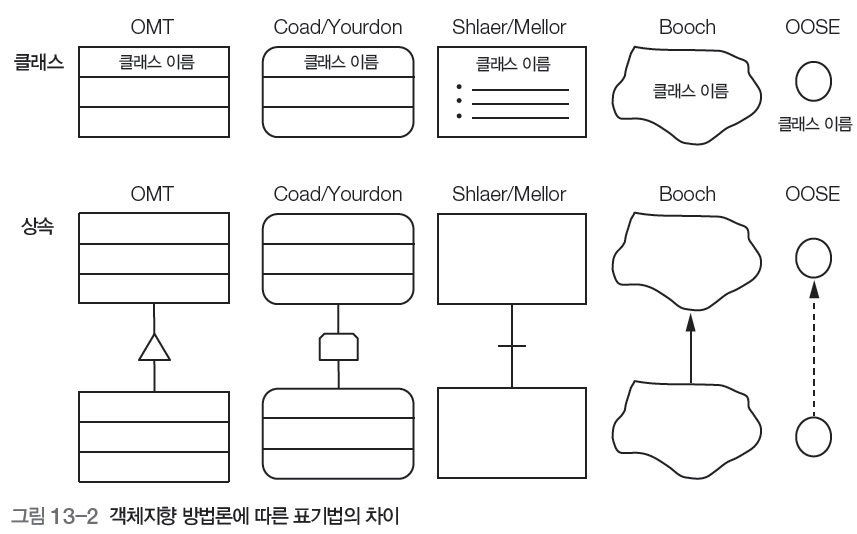 OMT Coad/Yourdon Shlaer/Mellor Booch OOSE
클래스 클래스 이름 클래스 이름 클래스 이름 클래스 이름 클래스 이름
OMT Coad/Yourdon Shlaer/Mellor Booch OOSE
상속
그림 13-2 객체지향 방법론에 따른 표기법의 차이